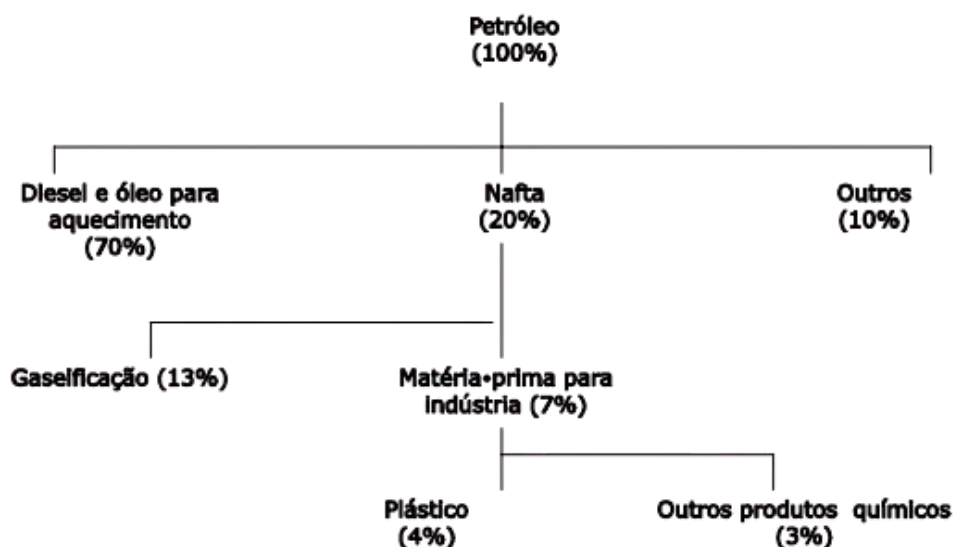 Petróleo
(100%)
Diesel e óleo para
aquecimento
(70%)
Nafta
(20%)
Outros
(10%)
Gaseificação (13%)
Matéria•prima para
indústria (7%)
Plástico
(4%)
Outros produtos químicos
(3%)